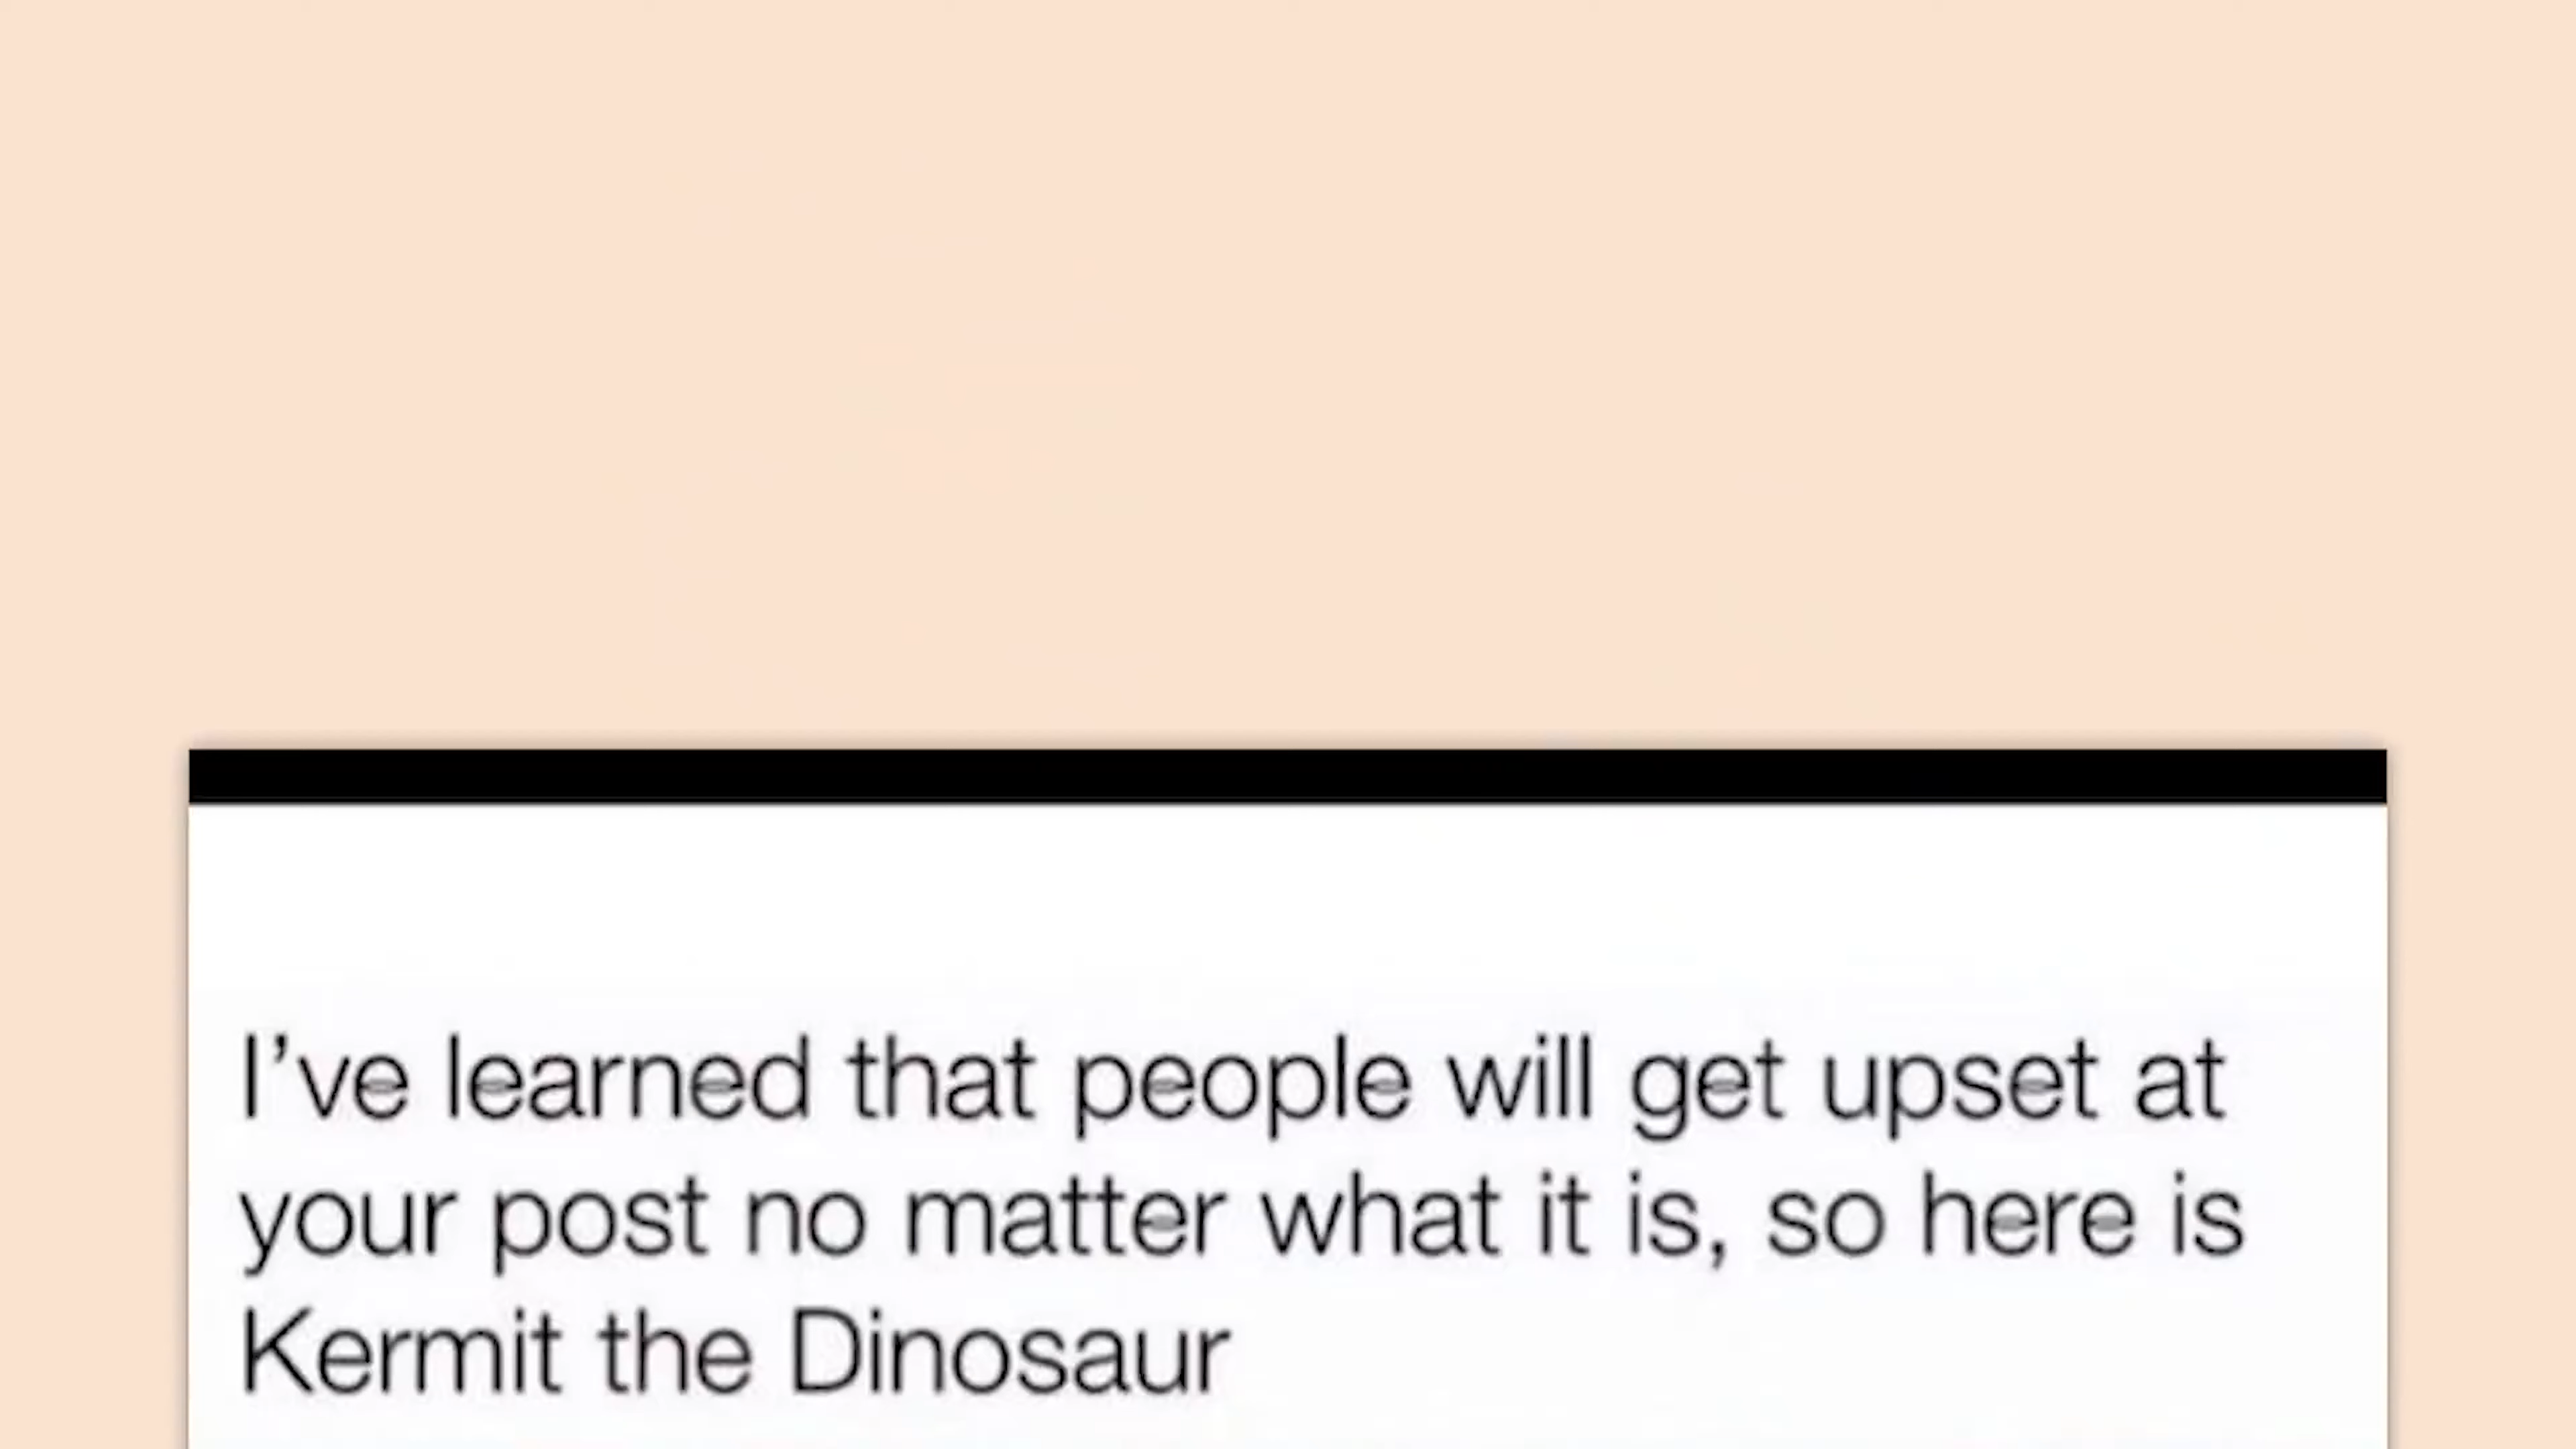 I’ve learned that people will get upset at
your post no matter what it is, so here is
Kermit the Dinosaur